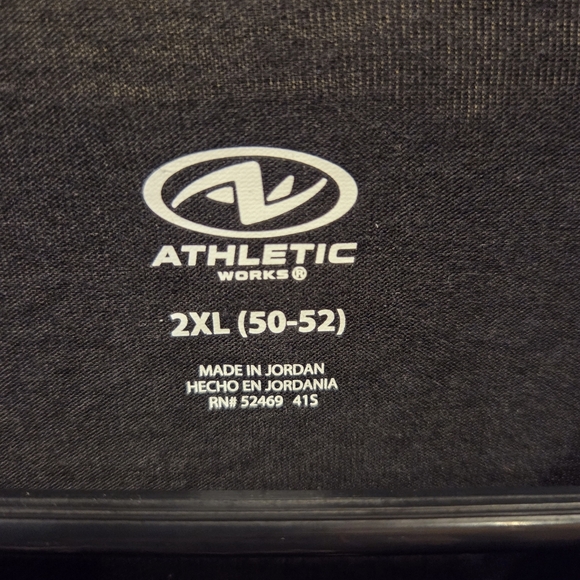 ATHLETIC
WORKS®
2XL (50-52)
MADE IN JORDAN
HECHO EN JORDANIA
RN# 52469 41S